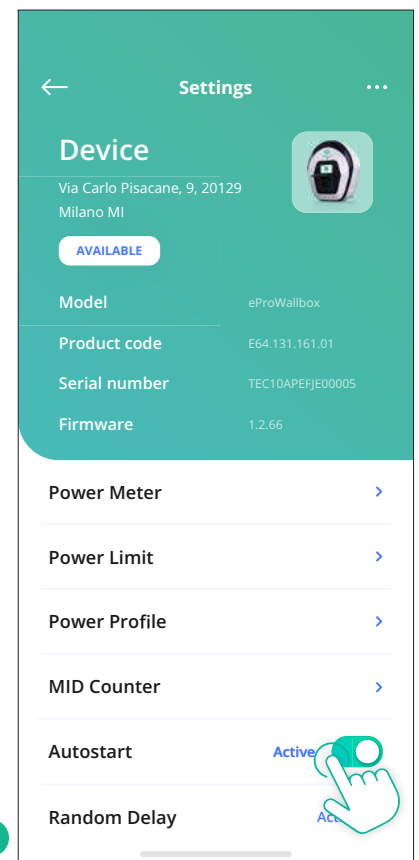 Settings
Device
Via Carlo Pisacane, 9, 20129
Milano MI
AVAILABLE
Model eProWallbox
Product code E64.131.161.01
Serial number TEC10APEFJE00005
Firmware 1.2.66
Power Meter
Power Limit
Power Profile
MID Counter
Autostart Active
Random Delay